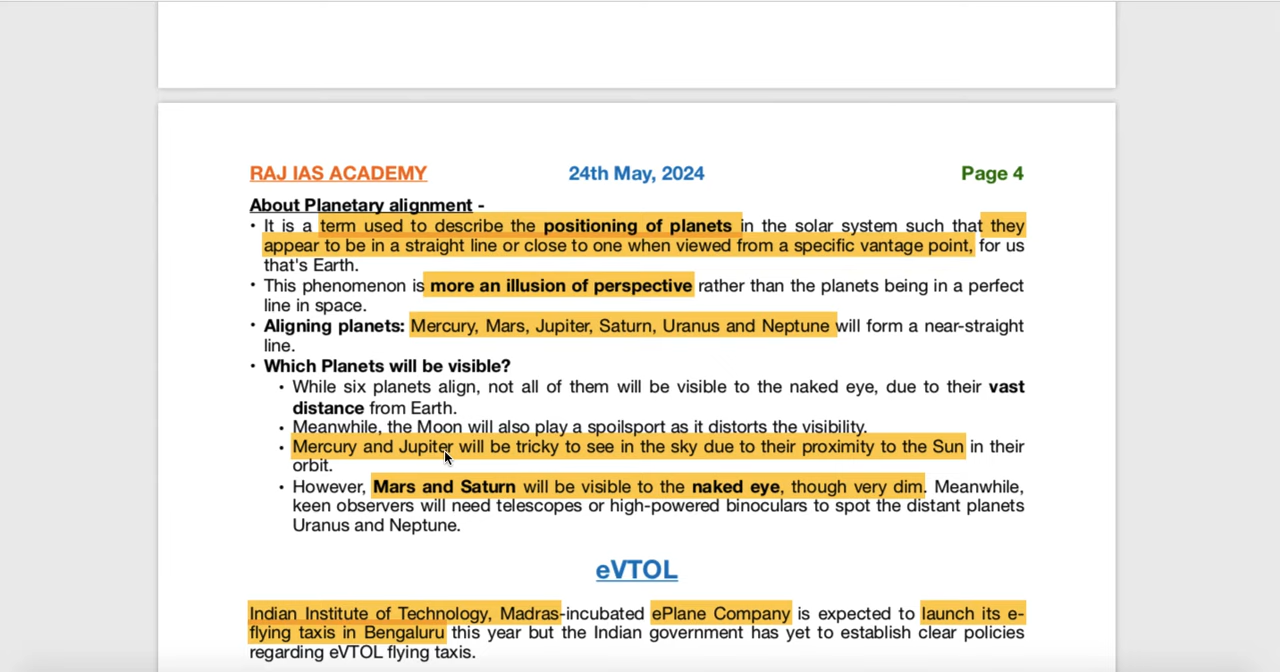 RAJ IAS ACADEMY 24th May, 2024 Page 4
About Planetary alignment -
• It is a term used to describe the positioning of planets in the solar system such that they
appear to be in a straight line or close to one when viewed from a specific vantage point, for us
that's Earth.
• This phenomenon is more an illusion of perspective rather than the planets being in a perfect
line in space.
• Aligning planets: Mercury, Mars, Jupiter, Saturn, Uranus and Neptune will form a near-straight
line.
• Which Planets will be visible?
• While six planets align, not all of them will be visible to the naked eye, due to their vast
distance from Earth.
• Meanwhile, the Moon will also play a spoilsport as it distorts the visibility.
• Mercury and Jupiter will be tricky to see in the sky due to their proximity to the Sun in their
orbit.
• However, Mars and Saturn will be visible to the naked eye, though very dim. Meanwhile,
keen observers will need telescopes or high-powered binoculars to spot the distant planets
Uranus and Neptune.
eVTOL
Indian Institute of Technology, Madras-incubated ePlane Company is expected to launch its e-
flying taxis in Bengaluru this year but the Indian government has yet to establish clear policies
regarding eVTOL flying taxis.